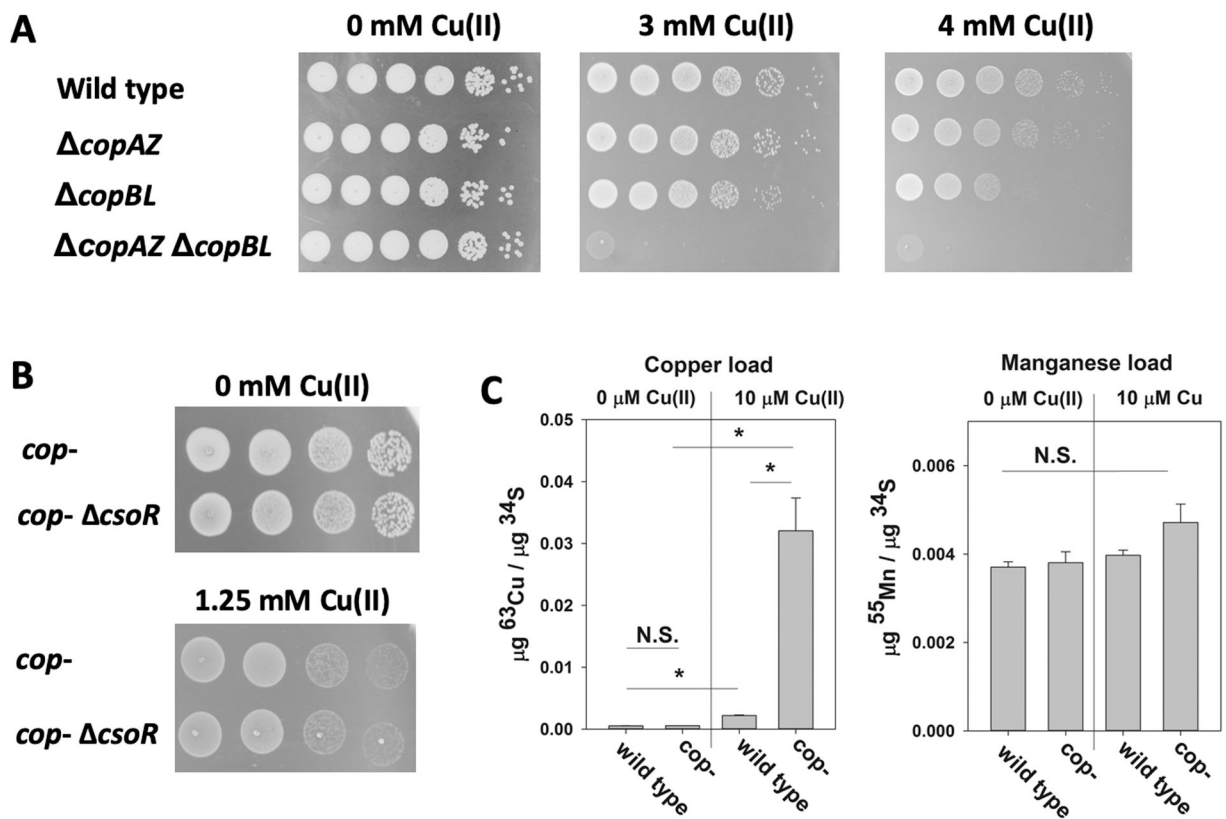 A
0 mM Cu(II)
3 mM Cu(II)
4 mM Cu(II)
Wild type
ΔcopAZ
ΔcopBL
ΔcopAZ ΔcopBL
B
0 mM Cu(II)
cop-
cop- ΔcsoR
1.25 mM Cu(II)
cop-
cop- ΔcsoR
C
Copper load
0 μM Cu(II)
10 μM Cu(II)
μg ⁶³Cu / μg ³⁴S
0.05
0.04
0.03
0.02
0.01
0.00
*
*
N.S.
*
wild type
cop-
wild type
cop-
Manganese load
0 μM Cu(II)
10 μM Cu
μg ⁵⁵Mn / μg ³⁴S
0.006
0.004
0.002
0.000
N.S.
wild type
cop-
wild type
cop-